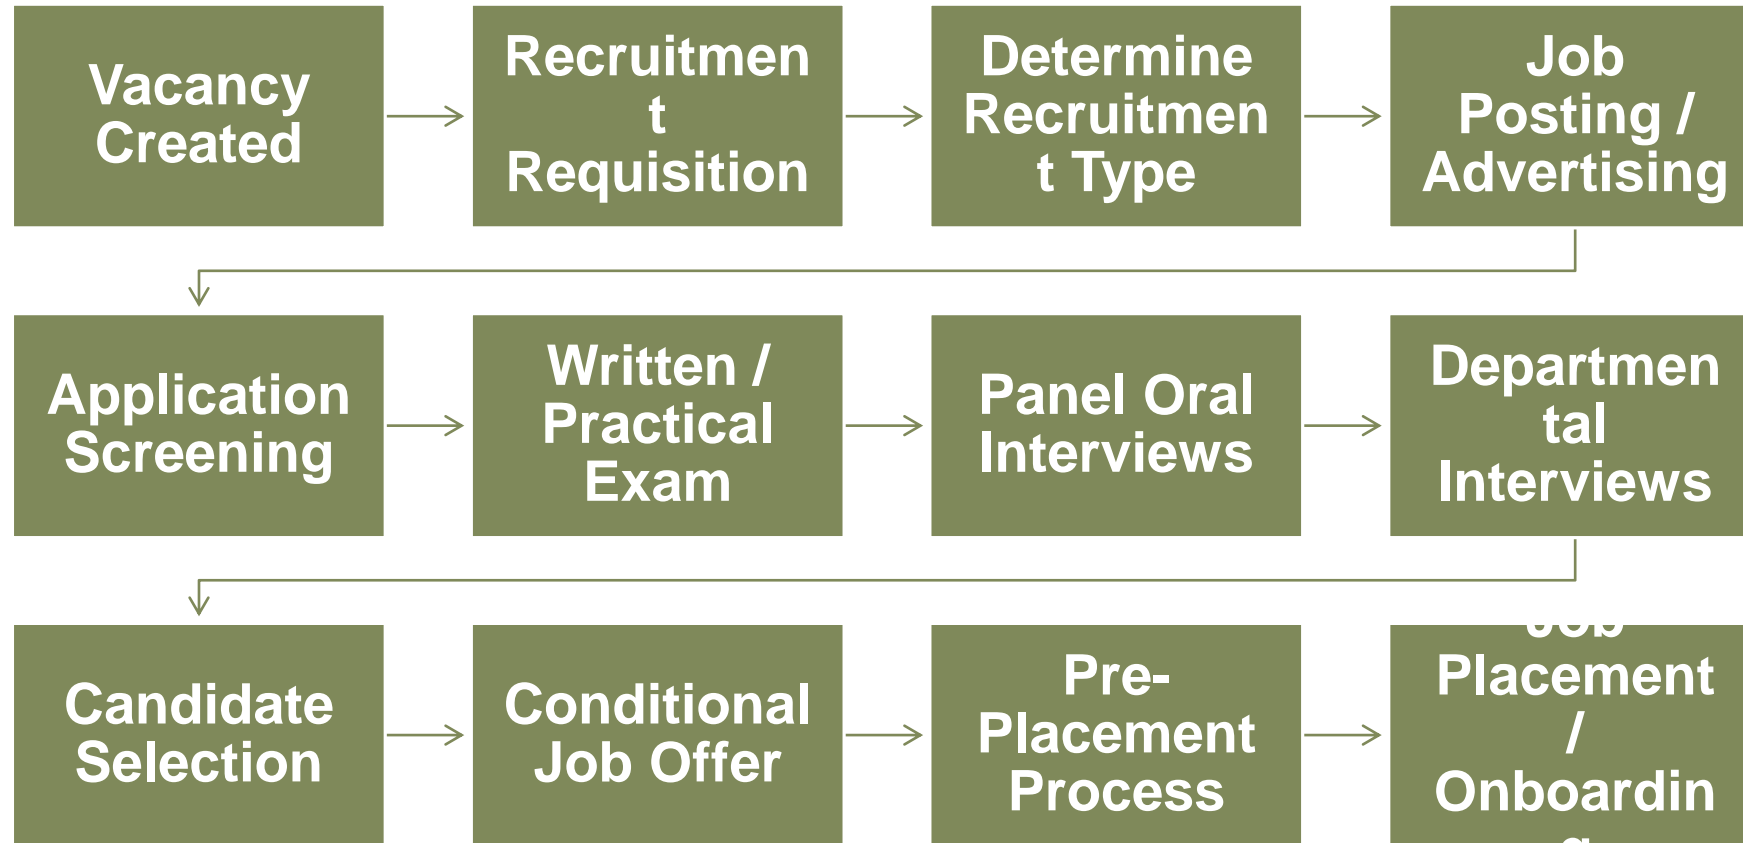 Vacancy
Created
Recruitmen
t
Requisition
Determine
Recruitmen
t Type
Job
Posting /
Advertising
Application
Screening
Written /
Practical
Exam
Panel Oral
Interviews
Departmen
tal
Interviews
Candidate
Selection
Conditional
Job Offer
Pre-
Placement
Process
Job
Placement
/
Onboardin
g